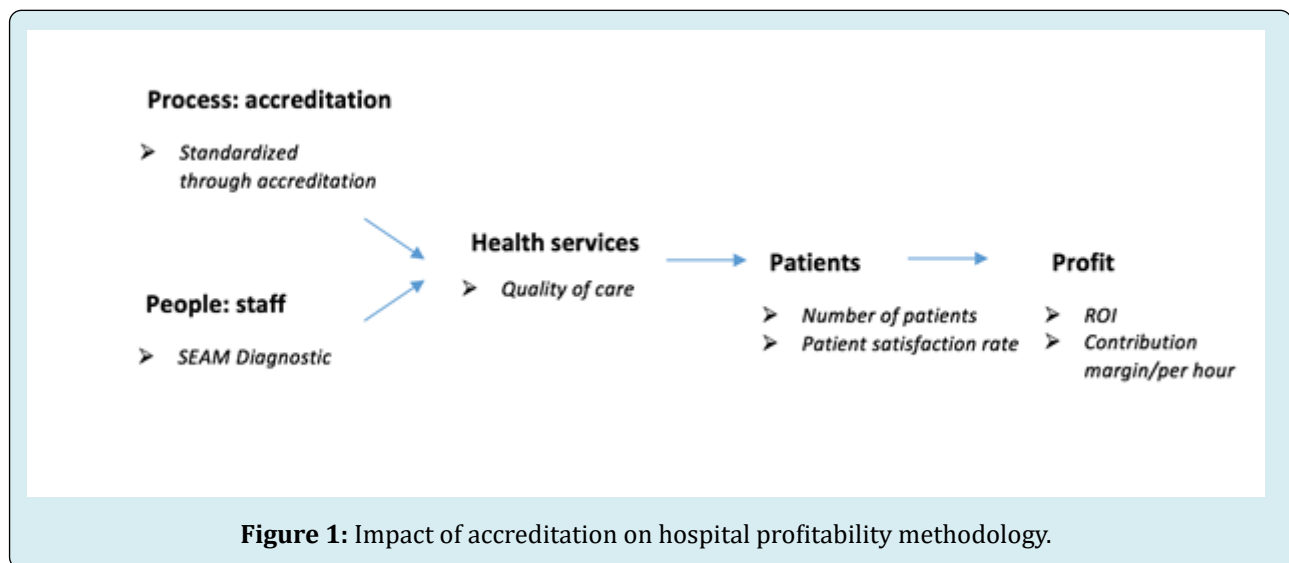 Process: accreditation
➤ Standardized
through accreditation
People: staff
➤ SEAM Diagnostic
Health services
➤ Quality of care
Patients
➤ Number of patients
➤ Patient satisfaction rate
Profit
➤ ROI
➤ Contribution
margin/per hour
Figure 1: Impact of accreditation on hospital profitability methodology.